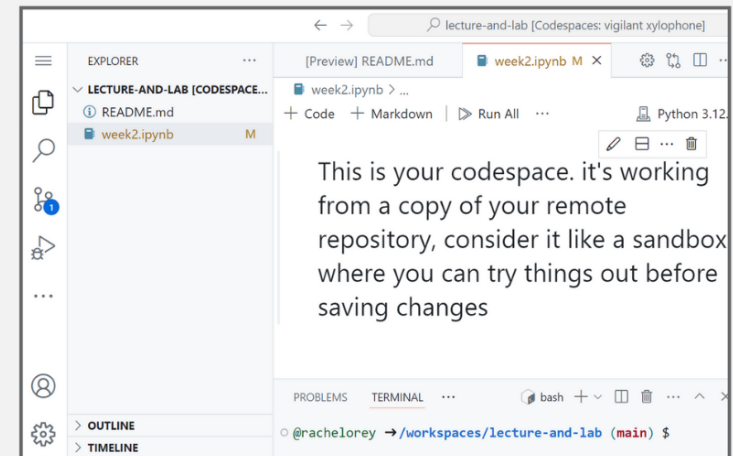 lecture-and-lab [Codespaces: vigilant xylophone]
EXPLORER
[Preview] README.md
week2.ipynb M
LECTURE-AND-LAB [CODESPACE...
README.md
week2.ipynb M
week2.ipynb > ...
+ Code + Markdown Run All ...
Python 3.12.
This is your codespace. it's working
from a copy of your remote
repository, consider it like a sandbox
where you can try things out before
saving changes
1
PROBLEMS TERMINAL ...
bash
@rachelorey → /workspaces/lecture-and-lab (main) $
OUTLINE
TIMELINE